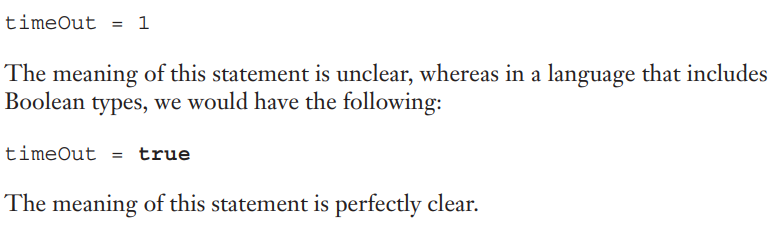 timeOut = 1
The meaning of this statement is unclear, whereas in a language that includes
Boolean types, we would have the following:
timeOut = true
The meaning of this statement is perfectly clear.